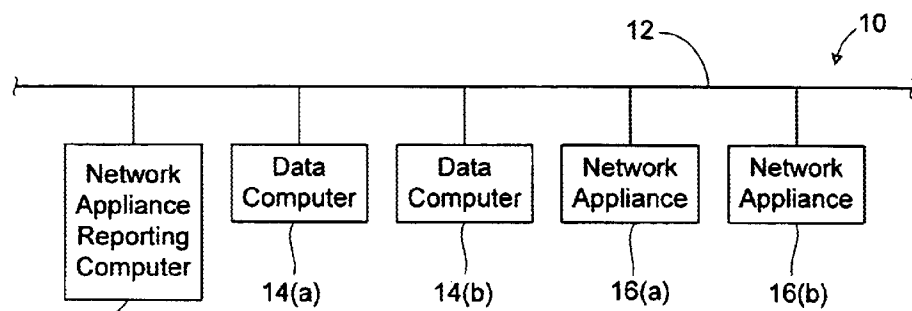 12
10
Network
Appliance
Reporting
Computer
Data
Computer
Data
Computer
Network
Appliance
Network
Appliance
14(a)
14(b)
16(a)
16(b)